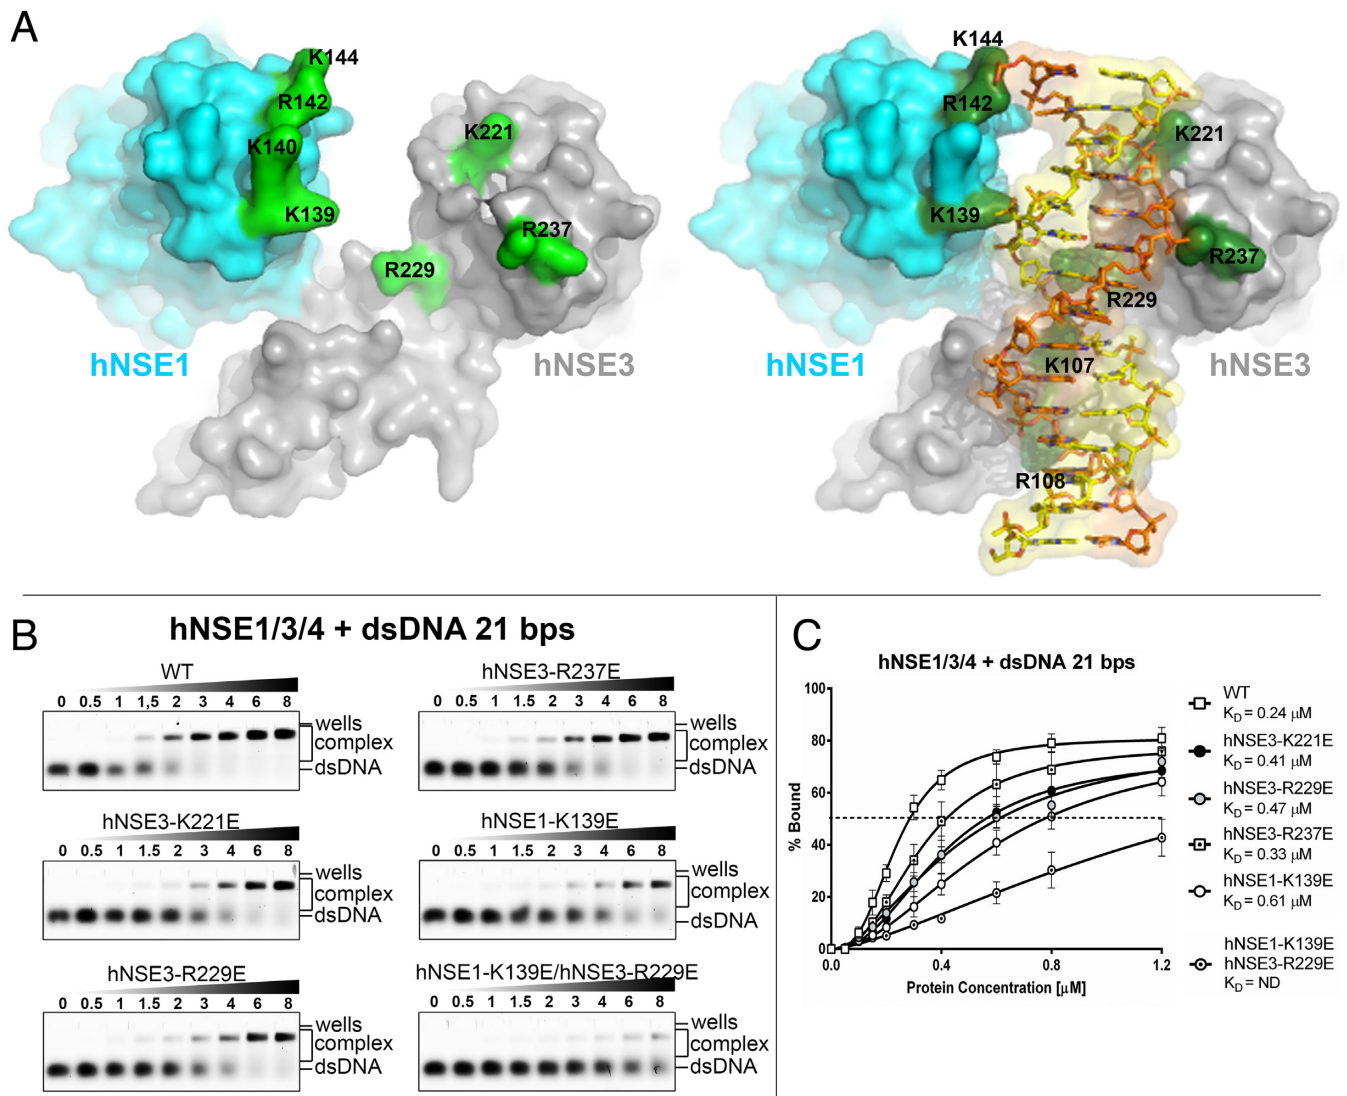 A
K144
R142
K140
K139
K221
R237
R229
hNSE1
hNSE3
K144
R142
K139
K221
R237
R229
K107
R108
hNSE1
hNSE3
B
hNSE1/3/4 + dsDNA 21 bps
WT
0 0.5 1 1,5 2 3 4 6 8
wells
complex
dsDNA
hNSE3-R237E
0 0.5 1 1.5 2 3 4 6 8
wells
complex
dsDNA
hNSE3-K221E
0 0.5 1 1.5 2 3 4 6 8
wells
complex
dsDNA
hNSE1-K139E
0 0.5 1 1.5 2 3 4 6 8
wells
complex
dsDNA
hNSE3-R229E
0 0.5 1 1.5 2 3 4 6 8
wells
complex
dsDNA
hNSE1-K139E/hNSE3-R229E
0 0.5 1 1.5 2 3 4 6 8
wells
complex
dsDNA
C
hNSE1/3/4 + dsDNA 21 bps
% Bound
100
80
60
40
20
0
0.0 0.4 0.8 1.2
Protein Concentration [µM]
WT
KD = 0.24 µM
hNSE3-K221E
KD = 0.41 µM
hNSE3-R229E
KD = 0.47 µM
hNSE3-R237E
KD = 0.33 µM
hNSE1-K139E
KD = 0.61 µM
hNSE1-K139E
hNSE3-R229E
KD = ND